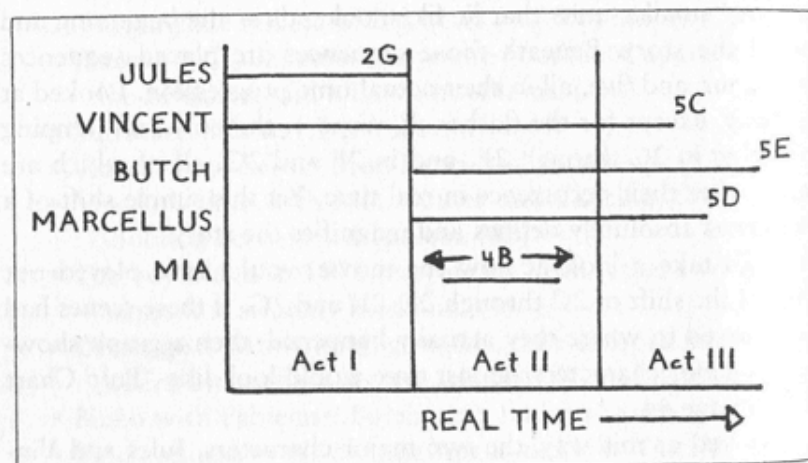 2G
JULES
5C
VINCENT
5E
BUTCH
5D
MARCELLUS
4B
MIA
Act I Act II Act III
REAL TIME